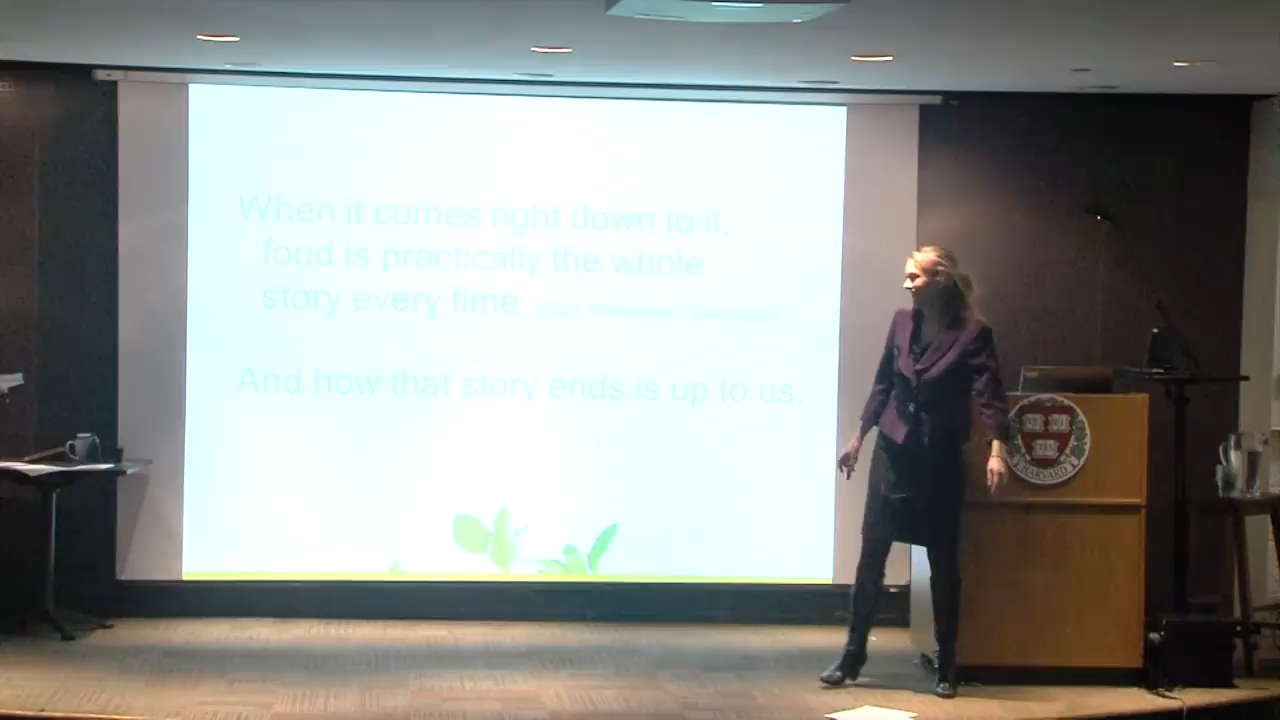 When it comes right down to it,
food is practically the whole
story every time.
And how that story ends is up to us.
HARVARD